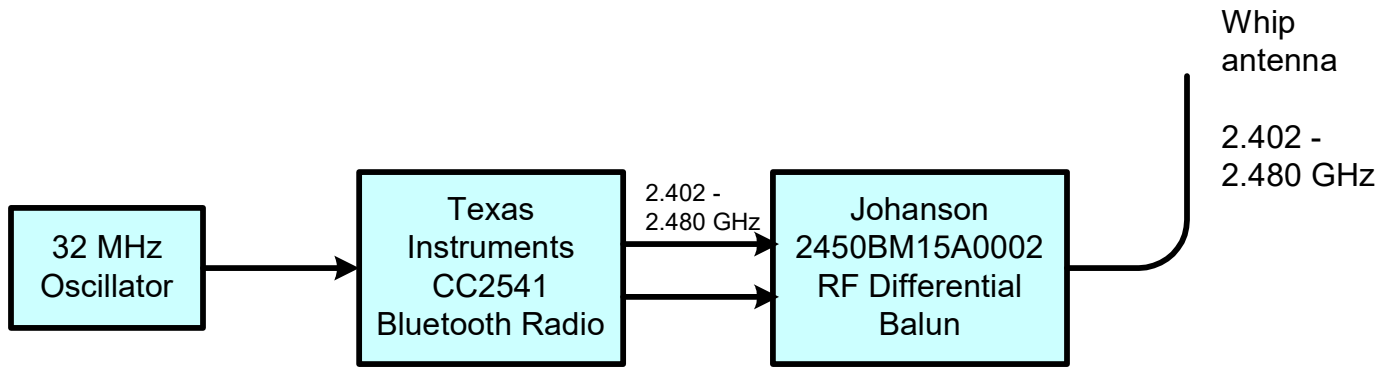 32 MHz
Oscillator
Texas
Instruments
CC2541
Bluetooth Radio
2.402 -
2.480 GHz
Johanson
2450BM15A0002
RF Differential
Balun
Whip
antenna
2.402 -
2.480 GHz